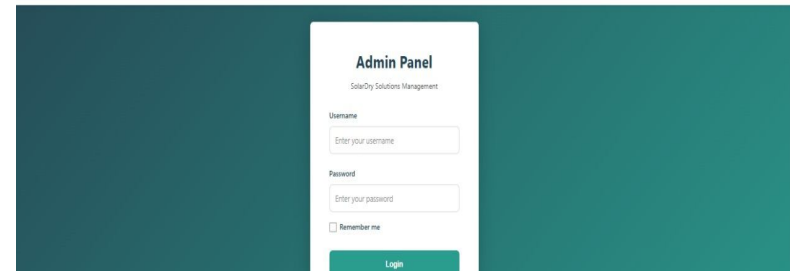 Admin Panel
SolarDry Solutions Management
Username
Enter your username
Password
Enter your password
Remember me
Login